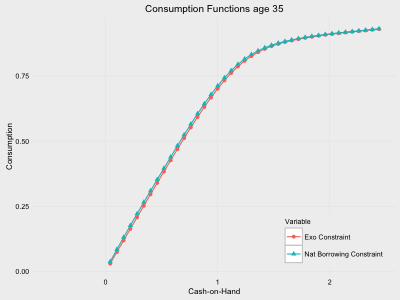 Consumption Functions age 35
Consumption
0.75
0.50
0.25
0.00
Variable
Exo Constraint
Nat Borrowing Constraint
0 1 2
Cash-on-Hand